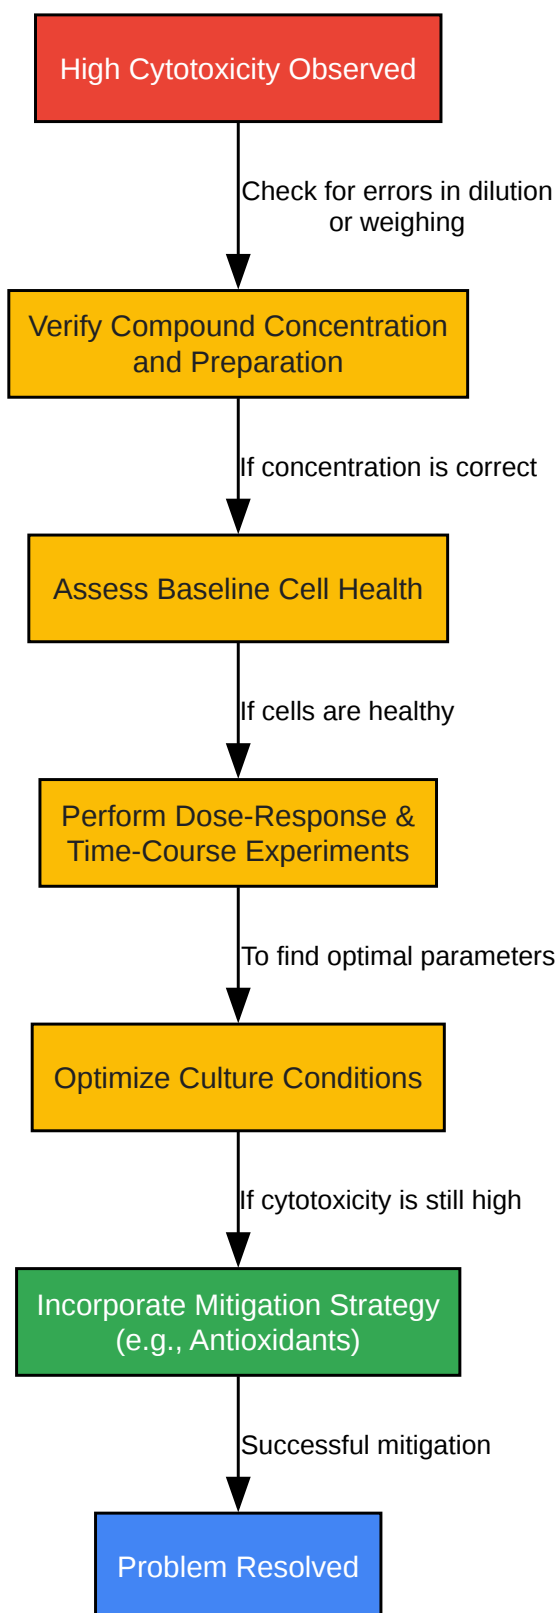 High Cytotoxicity Observed
Check for errors in dilution
or weighing
Verify Compound Concentration
and Preparation
If concentration is correct
Assess Baseline Cell Health
If cells are healthy
Perform Dose-Response &
Time-Course Experiments
To find optimal parameters
Optimize Culture Conditions
If cytotoxicity is still high
Incorporate Mitigation Strategy
(e.g., Antioxidants)
Successful mitigation
Problem Resolved